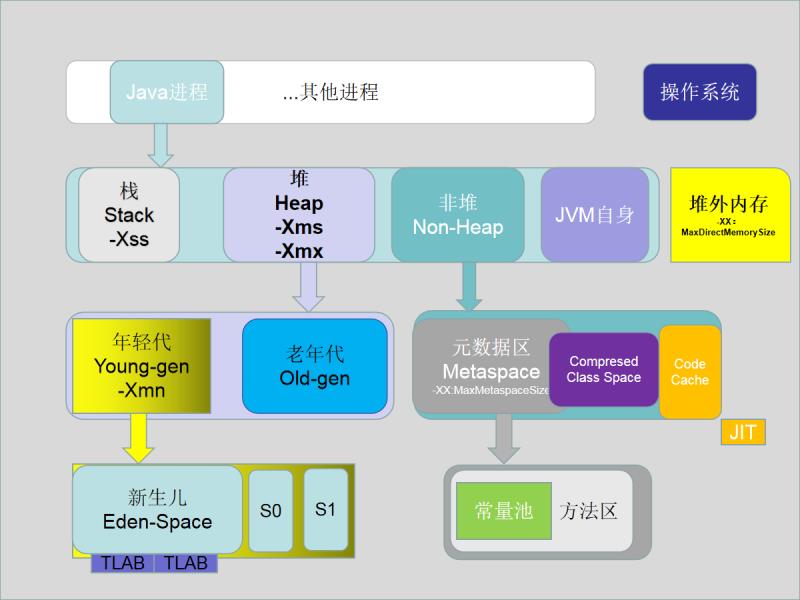 Java进程
...其他进程
操作系统
栈
Stack
-Xss
堆
Heap
-Xms
-Xmx
非堆
Non-Heap
JVM自身
堆外内存
-XX：
MaxDirectMemorySize
年轻代
Young-gen
-Xmn
老年代
Old-gen
元数据区
Metaspace
-XX:MaxMetaspaceSize
Compresed
Class Space
Code
Cache
JIT
新生儿
Eden-Space
S0
S1
TLAB
TLAB
常量池
方法区